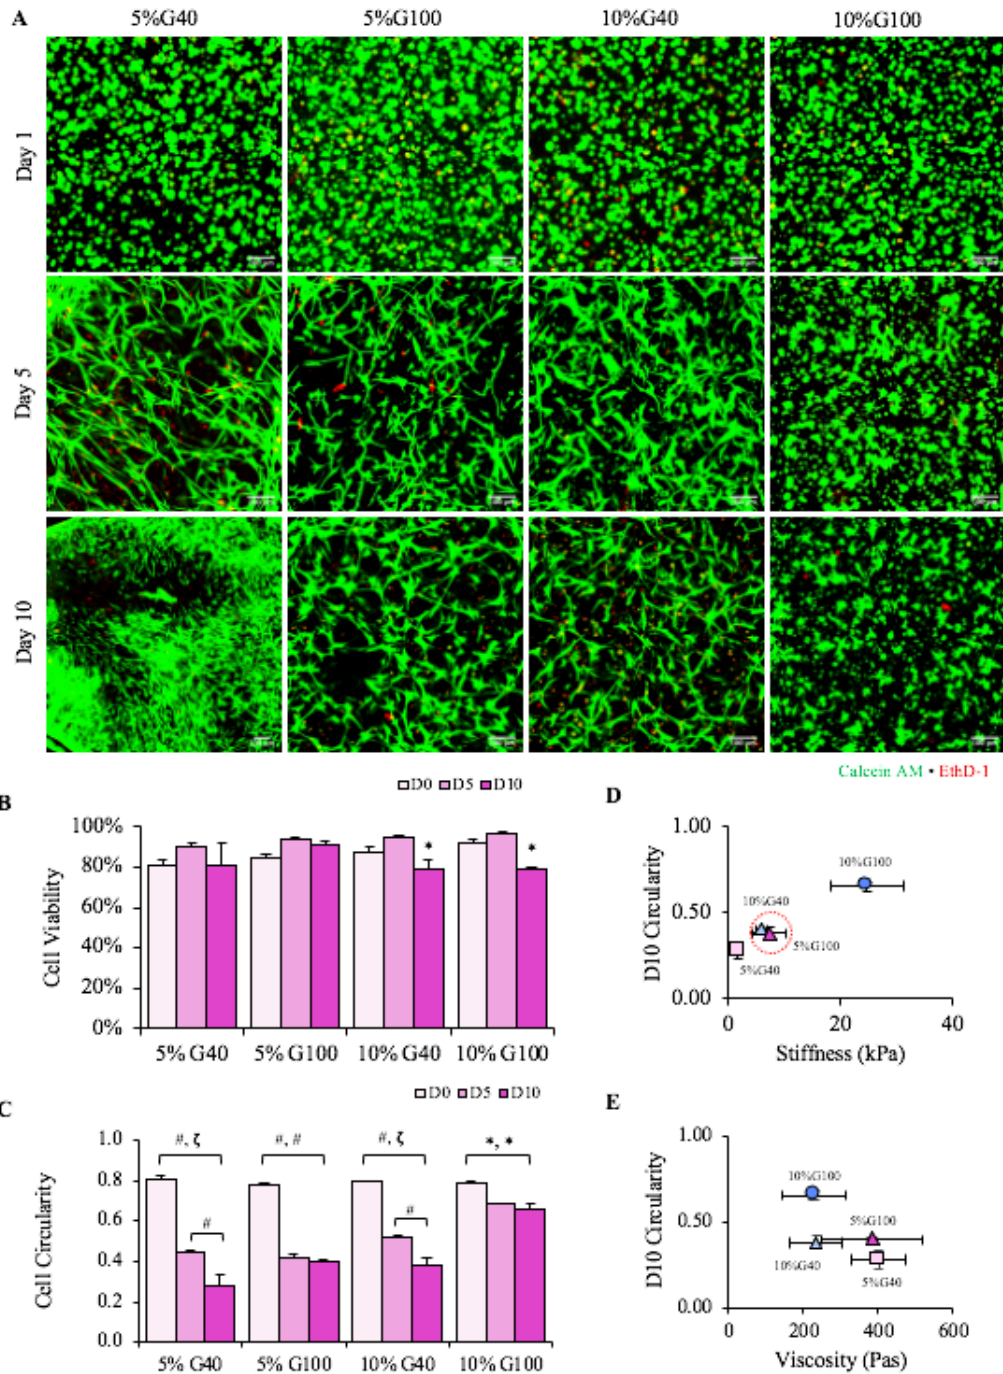 A
5%G40 5%G100 10%G40 10%G100
Day 1
Day 5
Day 10
Calcein AM • EthD-1
B
D0 D5 D10
Cell Viability
100%
80%
60%
40%
20%
0%
* *
5% G40 5% G100 10% G40 10% G100
C
D0 D5 D10
Cell Circularity
1.0
0.8
0.6
0.4
0.2
0.0
#, ζ #, # #, ζ *, *
# #
5% G40 5% G100 10% G40 10% G100
D
D10 Circularity
1.00
0.50
0.00
10%G100
10%G40
5%G100
5%G40
0 20 40
Stiffness (kPa)
E
D10 Circularity
1.00
0.50
0.00
10%G100
5%G100
10%G40
5%G40
0 200 400 600
Viscosity (Pas)